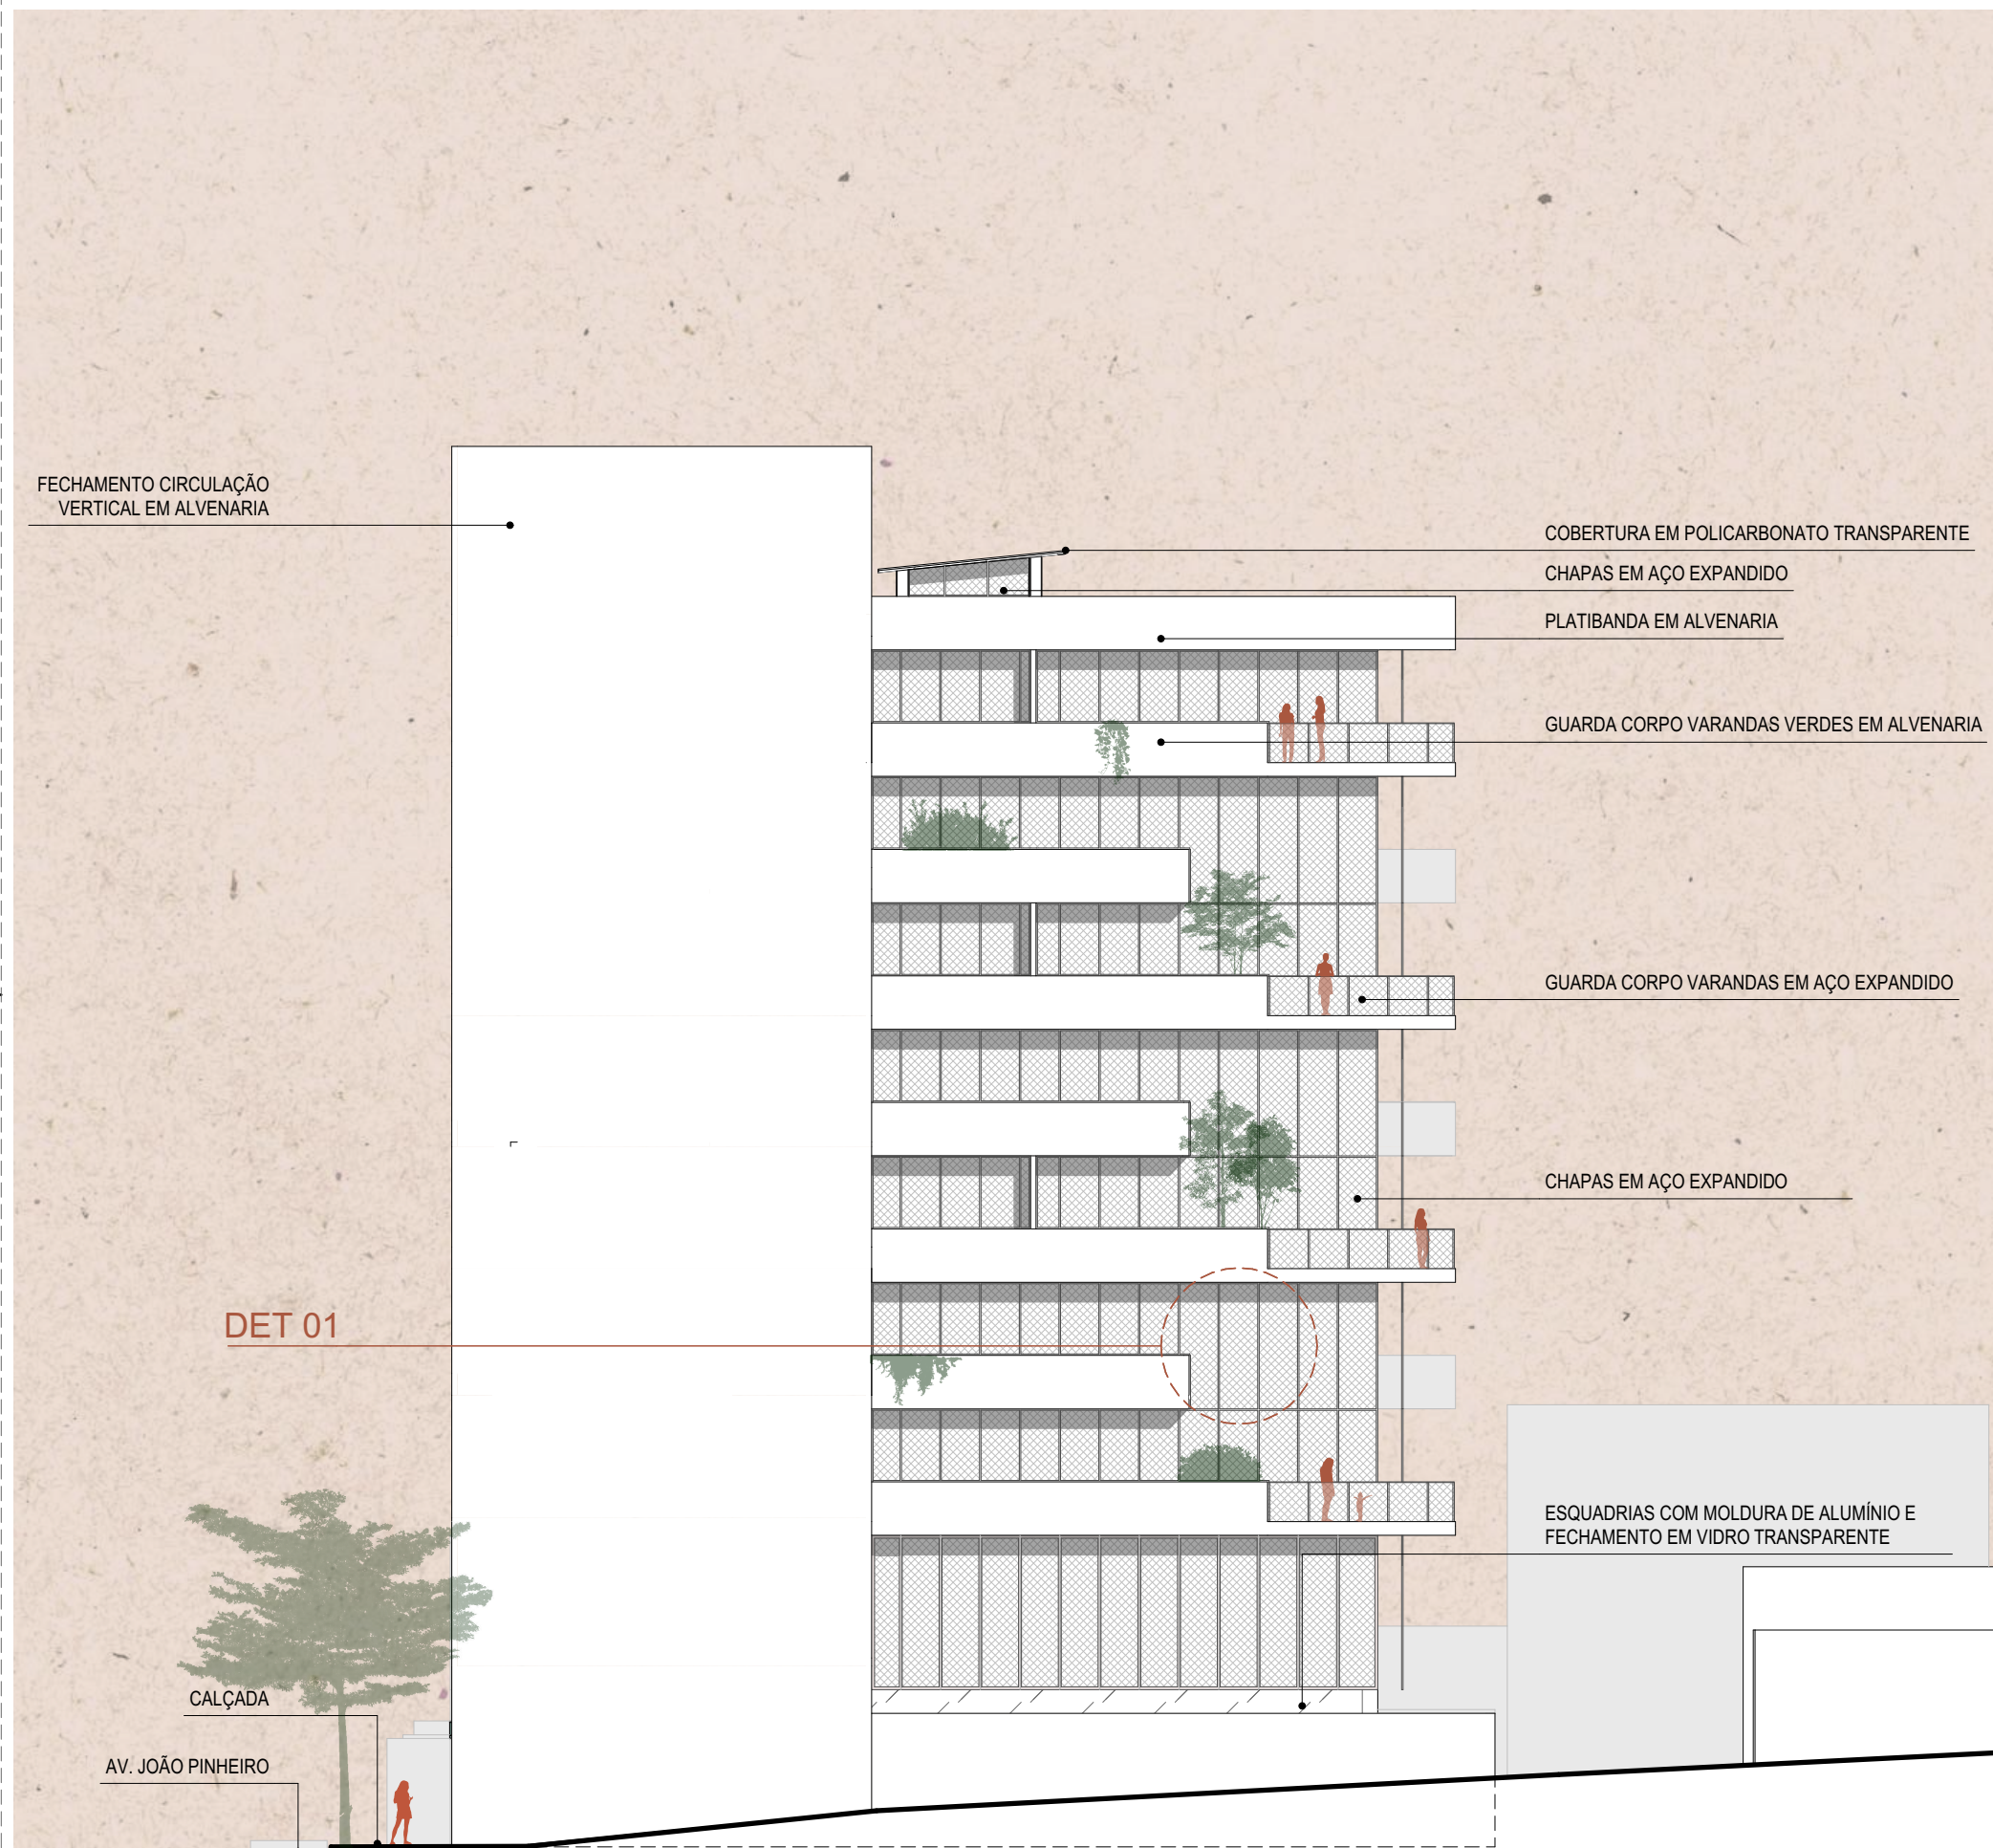 FECHAMENTO CIRCULAÇÃO
VERTICAL EM ALVENARIA
COBERTURA EM POLICARBONATO TRANSPARENTE
CHAPAS EM AÇO EXPANDIDO
PLATIBANDA EM ALVENARIA
GUARDA CORPO VARANDAS VERDES EM ALVENARIA
GUARDA CORPO VARANDAS EM AÇO EXPANDIDO
CHAPAS EM AÇO EXPANDIDO
DET 01
ESQUADRIAS COM MOLDURA DE ALUMÍNIO E
FECHAMENTO EM VIDRO TRANSPARENTE
CALÇADA
AV. JOÃO PINHEIRO